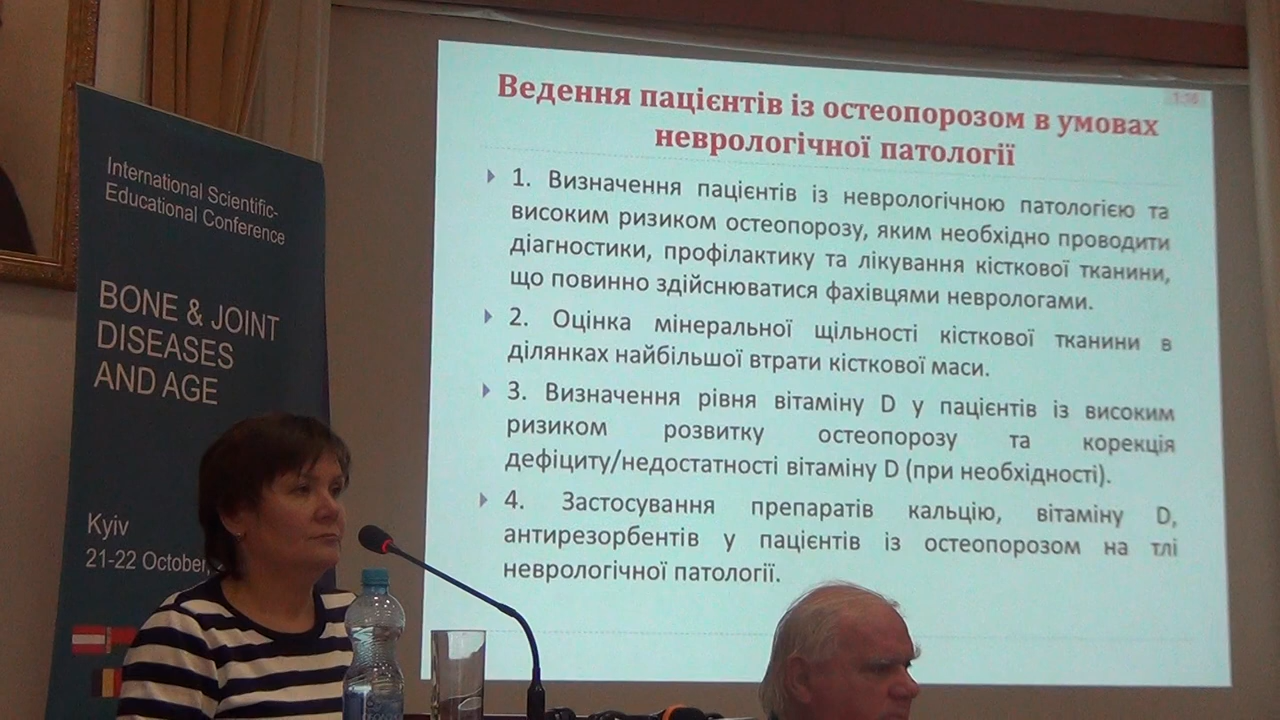 International Scientific-
Educational Conference
BONE & JOINT
DISEASES
AND AGE
Kyiv
21-22 October,
Ведення пацієнтів із остеопорозом в умовах
неврологічної патології
1. Визначення пацієнтів із неврологічною патологією та
високим ризиком остеопорозу, яким необхідно проводити
діагностики, профілактику та лікування кісткової тканини,
що повинно здійснюватися фахівцями неврологами.
2. Оцінка мінеральної щільності кісткової тканини в
ділянках найбільшої втрати кісткової маси.
3. Визначення рівня вітаміну D у пацієнтів із високим
ризиком розвитку остеопорозу та корекція
дефіциту/недостатності вітаміну D (при необхідності).
4. Застосування препаратів кальцію, вітаміну D,
антирезорбентів у пацієнтів із остеопорозом на тлі
неврологічної патології.